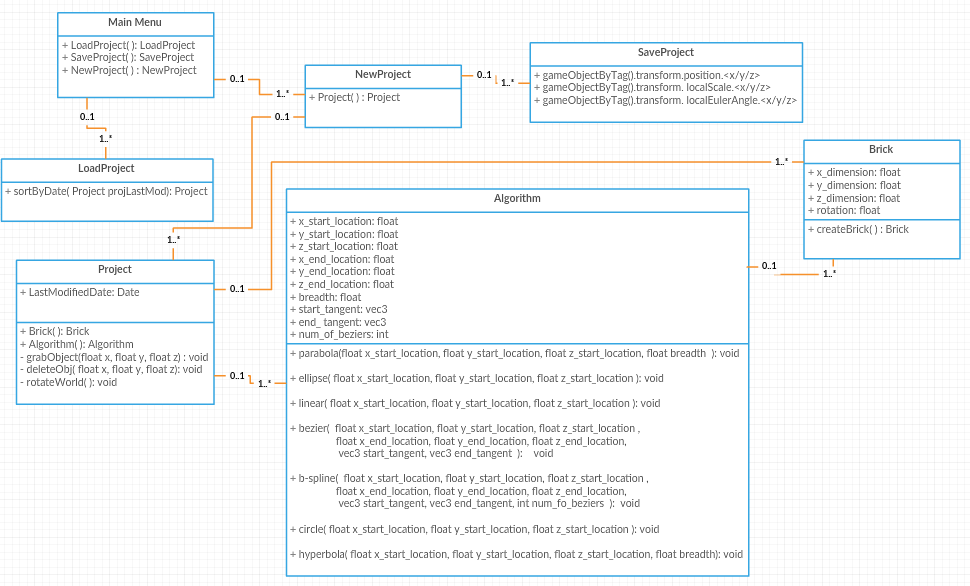 Main Menu
+ LoadProject( ): LoadProject
+ SaveProject( ): SaveProject
+ NewProject( ) : NewProject
0..1
1..*
0..1
1..*
NewProject
+ Project( ) : Project
0..1
1..*
0..1
SaveProject
+ gameObjectByTag().transform.position.<x/y/z>
+ gameObjectByTag().transform. localScale.<x/y/z>
+ gameObjectByTag().transform. localEulerAngle.<x/y/z>
LoadProject
+ sortByDate( Project projLastMod): Project
1..*
Brick
+ x_dimension: float
+ y_dimension: float
+ z_dimension: float
+ rotation: float
+ createBrick( ) : Brick
1..*
Project
+ LastModifiedDate: Date
+ Brick( ): Brick
+ Algorithm( ): Algorithm
- grabObject(float x, float y, float z) : void
- deleteObj( float x, float y, float z): void
- rotateWorld( ): void
0..1
0..1
1..*
Algorithm
+ x_start_location: float
+ y_start_location: float
+ z_start_location: float
+ x_end_location: float
+ y_end_location: float
+ z_end_location: float
+ breadth: float
+ start_tangent: vec3
+ end_ tangent: vec3
+ num_of_beziers: int
+ parabola(float x_start_location, float y_start_location, float z_start_location, float breadth  ): void
+ ellipse( float x_start_location, float y_start_location, float z_start_location ): void
+ linear( float x_start_location, float y_start_location, float z_start_location ): void
+ bezier(  float x_start_location, float y_start_location, float z_start_location ,
float x_end_location, float y_end_location, float z_end_location,
vec3 start_tangent, vec3 end_tangent  ):    void
+ b-spline(  float x_start_location, float y_start_location, float z_start_location ,
float x_end_location, float y_end_location, float z_end_location,
vec3 start_tangent, vec3 end_tangent, int num_fo_beziers  ):  void
+ circle( float x_start_location, float y_start_location, float z_start_location ): void
+ hyperbola( float x_start_location, float y_start_location, float z_start_location, float breadth): void
0..1
1..*